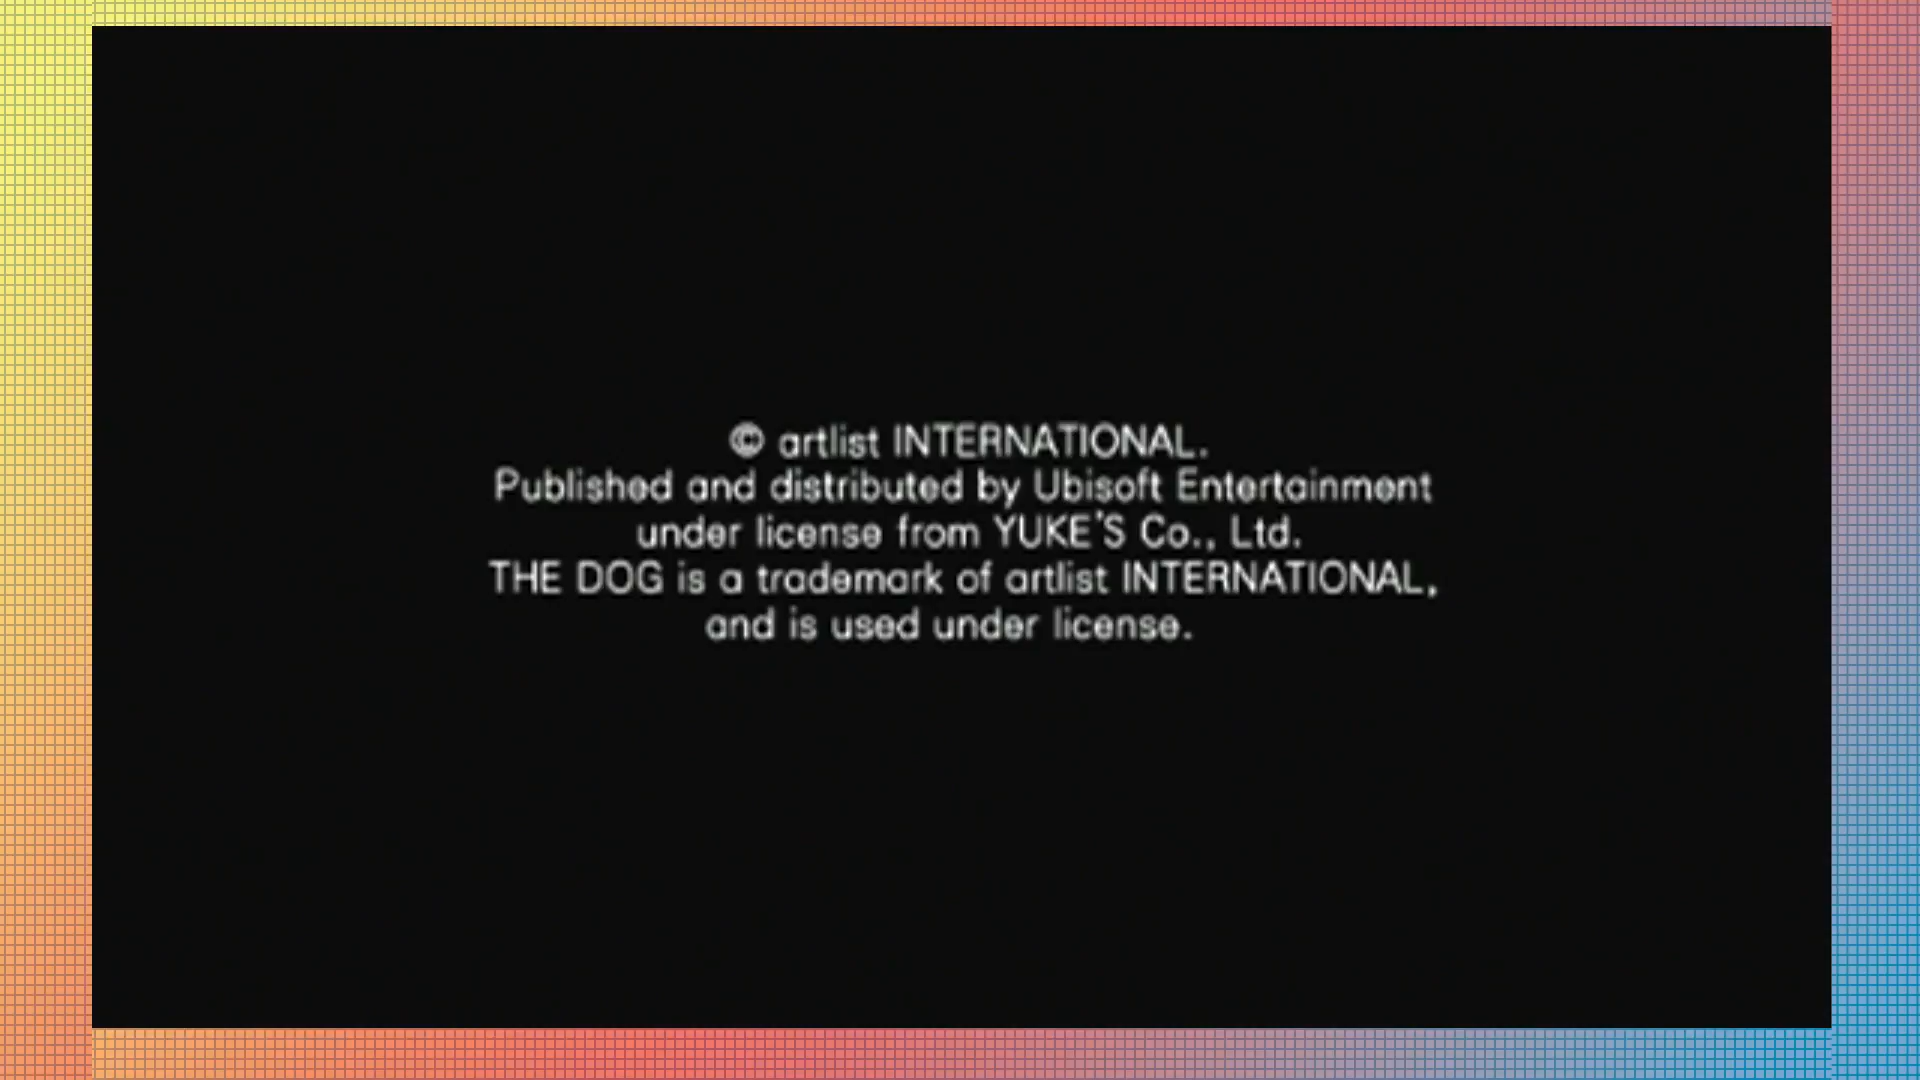 © artlist INTERNATIONAL.
Published and distributed by Ubisoft Entertainment
under license from YUKE'S Co., Ltd.
THE DOG is a trademark of artlist INTERNATIONAL,
and is used under license.